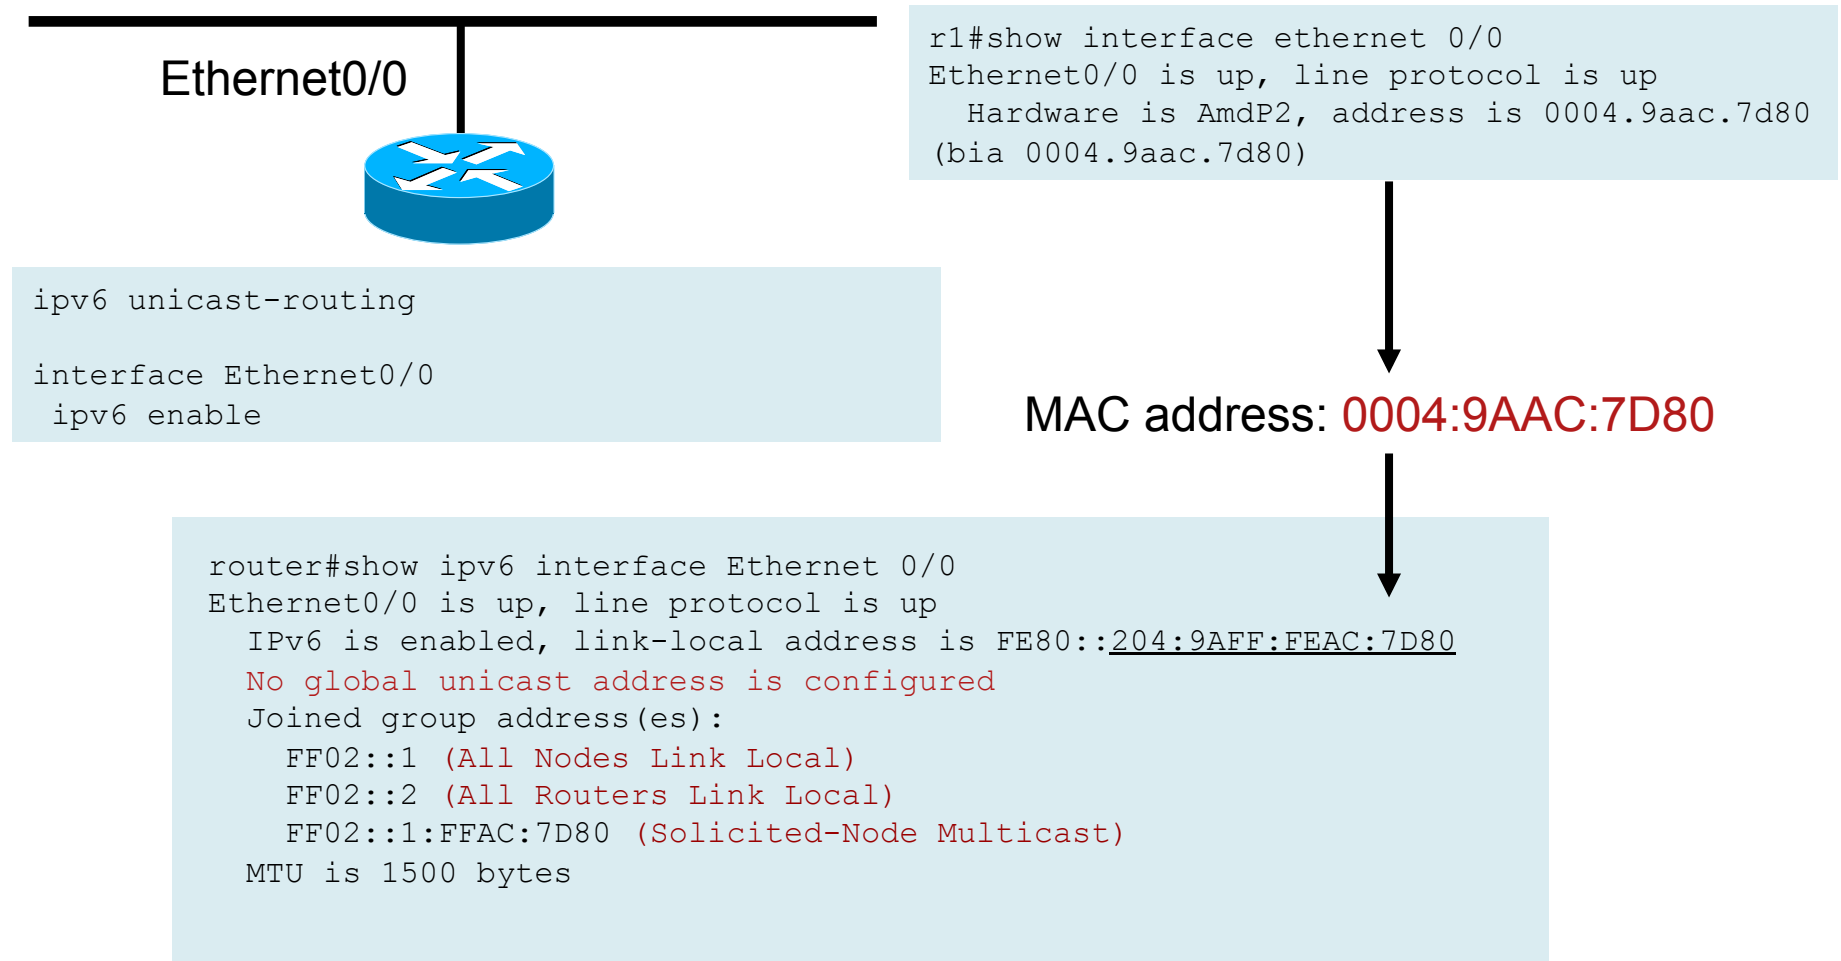 Ethernet0/0
r1#show interface ethernet 0/0
Ethernet0/0 is up, line protocol is up
Hardware is AmdP2, address is 0004.9aac.7d80
(bia 0004.9aac.7d80)
ipv6 unicast-routing
interface Ethernet0/0
ipv6 enable
MAC address: 0004:9AAC:7D80
router#show ipv6 interface Ethernet 0/0
Ethernet0/0 is up, line protocol is up
IPv6 is enabled, link-local address is FE80::204:9AFF:FEAC:7D80
No global unicast address is configured
Joined group address(es):
FF02::1 (All Nodes Link Local)
FF02::2 (All Routers Link Local)
FF02::1:FFAC:7D80 (Solicited-Node Multicast)
MTU is 1500 bytes